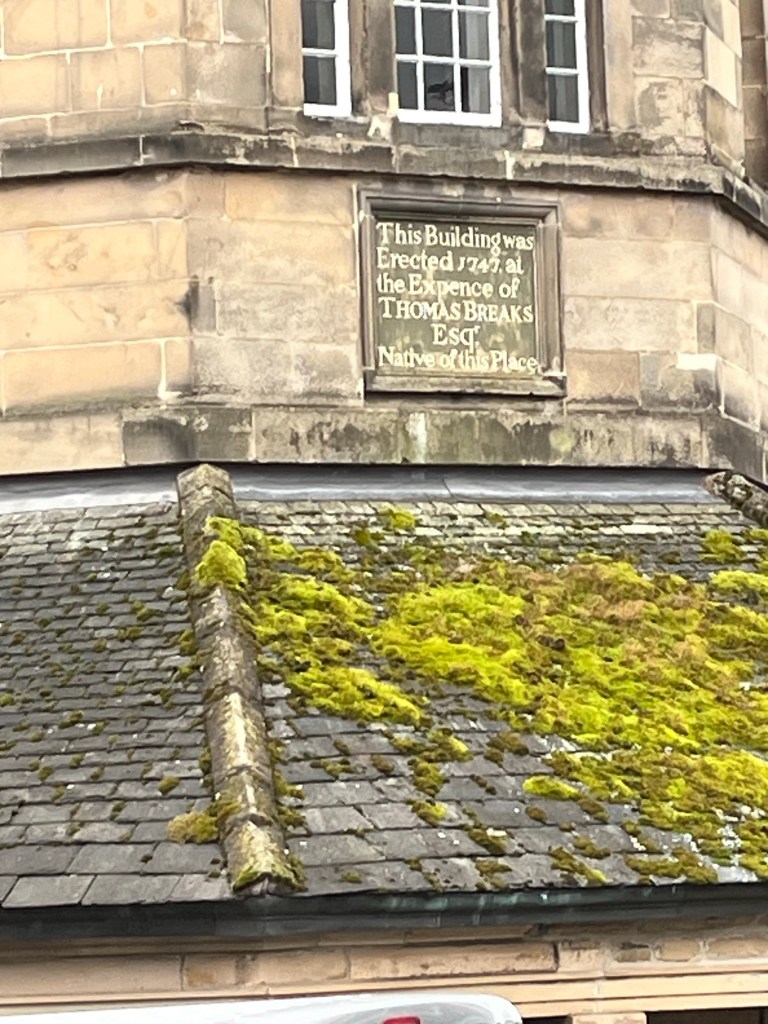 This Building was
Erected 1747, at
the Expence of
THOMAS BREAKS
Esqr
Native of this Place